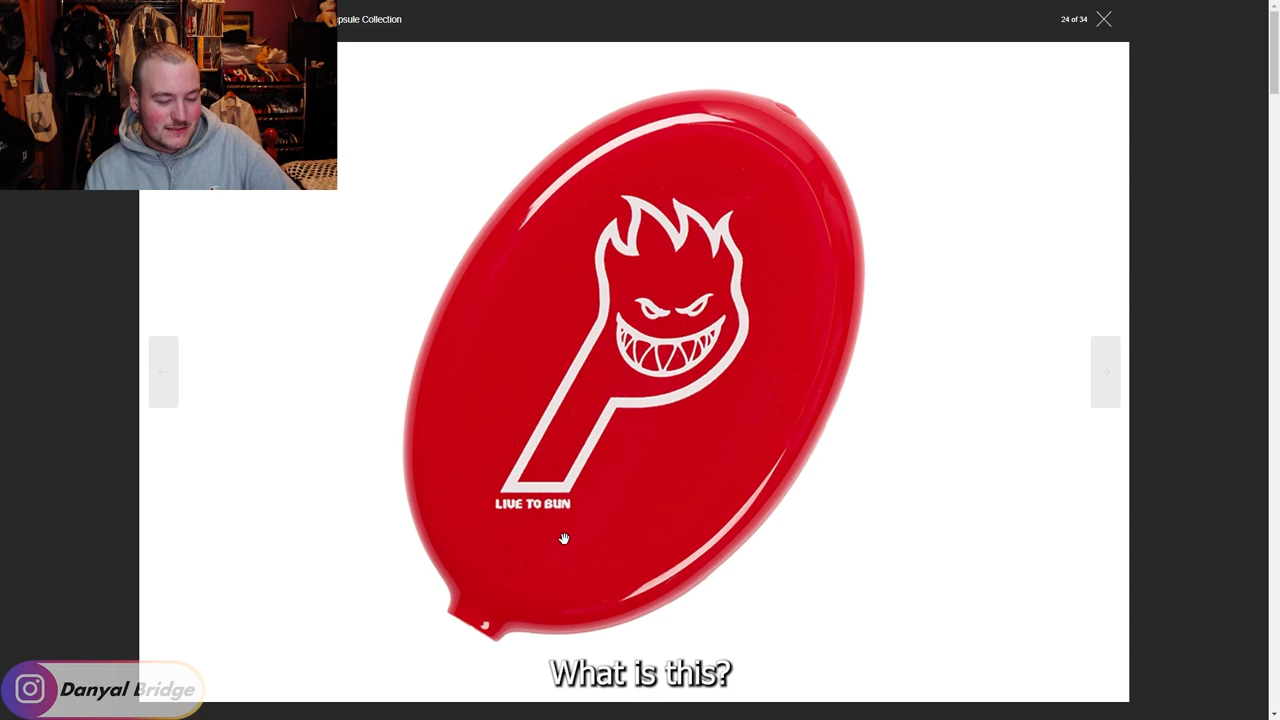 psule Collection
24 of 34
LIVE TO BUN
What is this?
Danyal Bridge